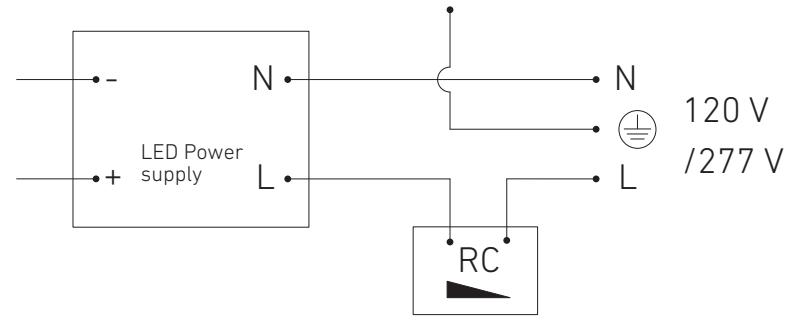 - N N
120 V
LED Power
supply
/277 V
+ L L
RC